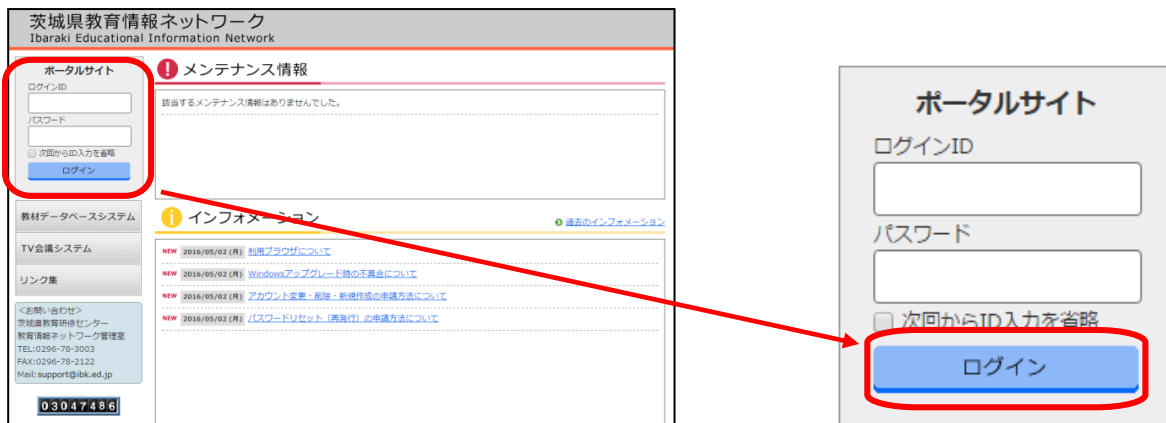 茨城県教育情報ネットワーク
Ibaraki Educational Information Network
ポータルサイト
ログインID
パスワード
次回からID入力を省略
ログイン
教材データベースシステム
TV会議システム
リンク集
<お問い合わせ>
茨城県教育研修センター
教育情報ネットワーク管理室
TEL:0296-78-3003
FAX:0296-78-2122
Mail:support@ibk.ed.jp
03047486
メンテナンス情報
該当するメンテナンス情報はありませんでした。
インフォメーション
過去のインフォメーション
NEW 2016/05/02 (月) 利用ブラウザについて
NEW 2016/05/02 (月) Windowsアップグレード時の不具合について
NEW 2016/05/02 (月) アカウント変更・削除・新規作成の申請方法について
NEW 2016/05/02 (月) パスワードリセット（再発行）の申請方法について
ポータルサイト
ログインID
パスワード
次回からID入力を省略
ログイン